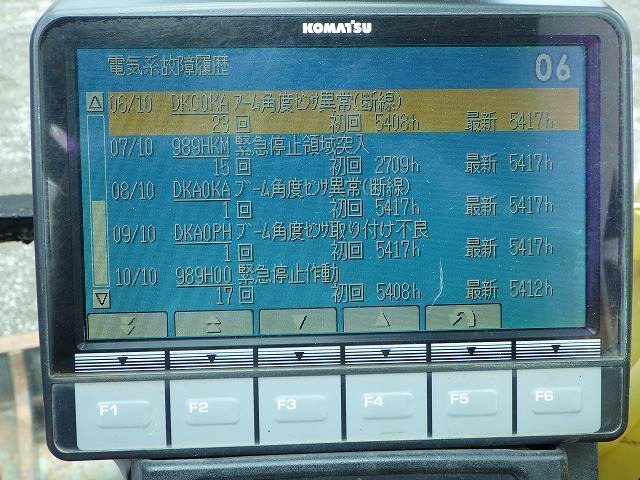 KOMATSU
電気系故障履歴 06
06/10 DKC0KA アーム角度センサ異常(断線)
23 回 初回 5406h 最新 5417h
07/10 989HKM 緊急停止領域突入
15 回 初回 2709h 最新 5417h
08/10 DKA0KA ブーム角度センサ異常(断線)
1 回 初回 5417h 最新 5417h
09/10 DKA0PH ブーム角度センサ取り付け不良
1 回 初回 5417h 最新 5417h
10/10 989H00 緊急停止作動
17 回 初回 5408h 最新 5412h
F1 F2 F3 F4 F5 F6